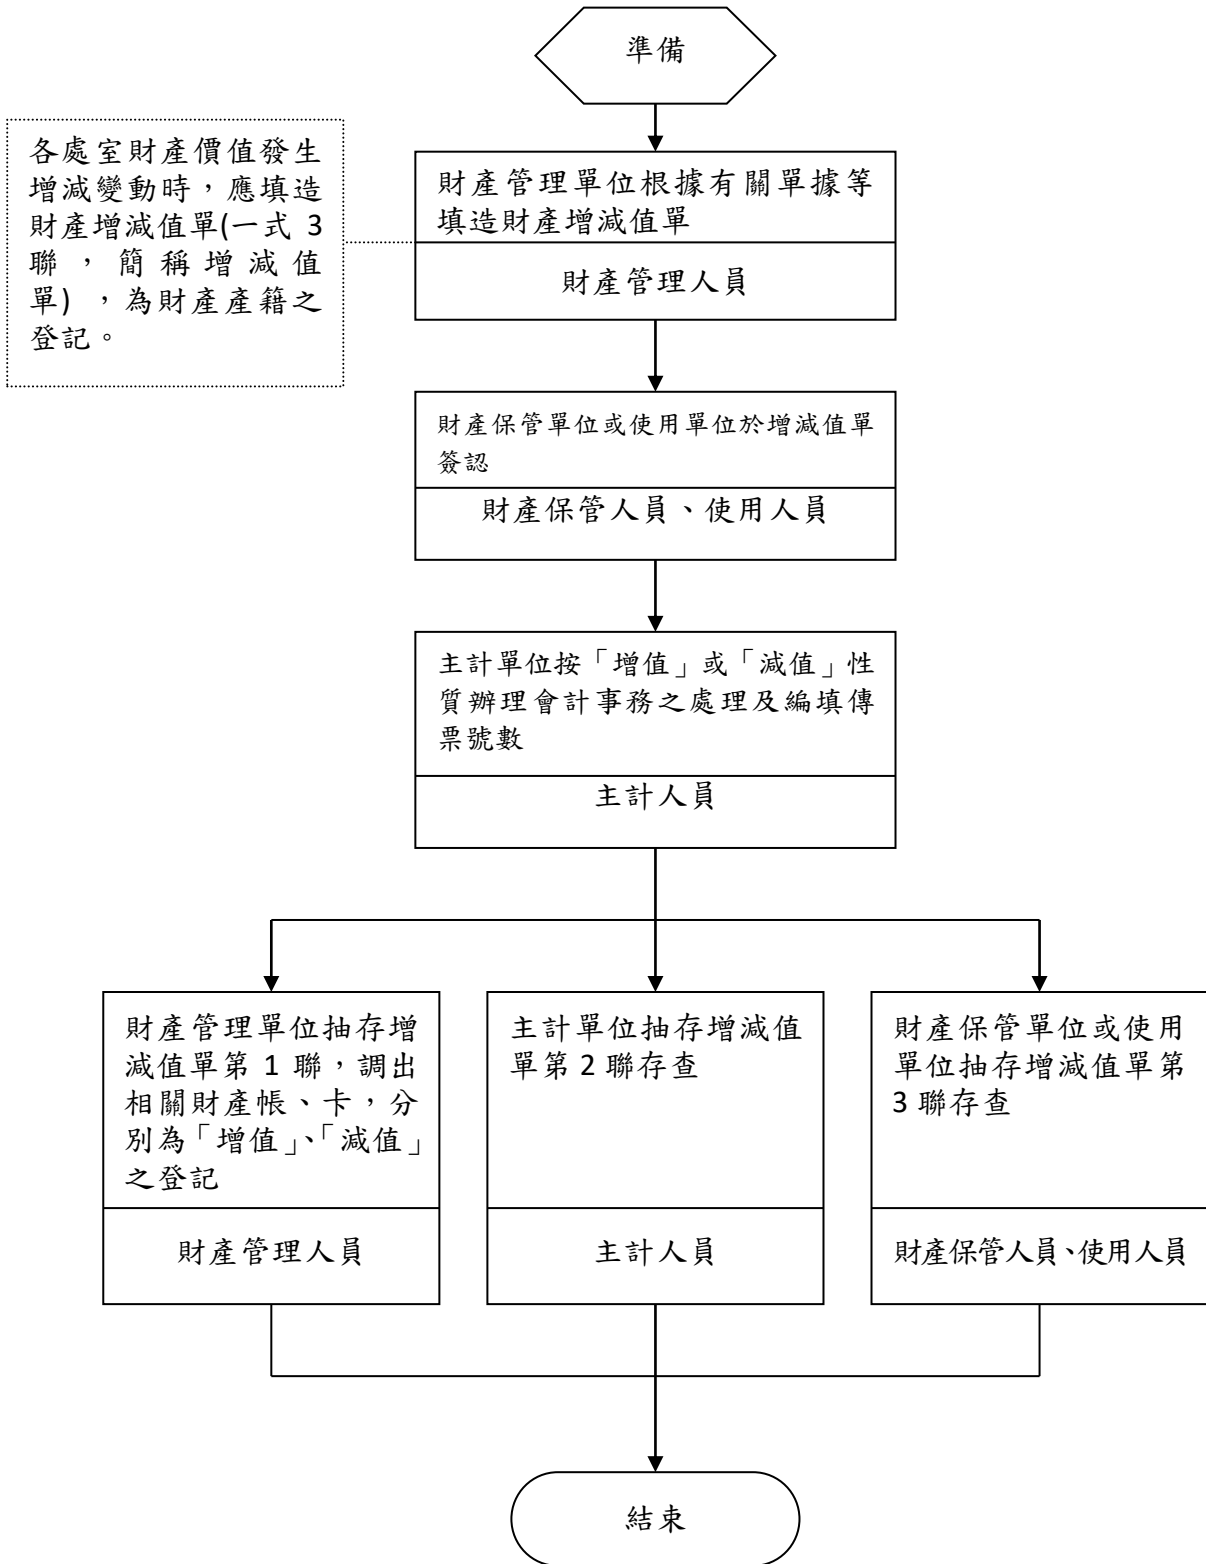 準備
各處室財產價值發生
增減變動時，應填造
財產增減值單(一式 3
聯，簡稱增減值
單) ，為財產產籍之
登記。
財產管理單位根據有關單據等
填造財產增減值單
財產管理人員
財產保管單位或使用單位於增減值單
簽認
財產保管人員、使用人員
主計單位按「增值」或「減值」性
質辦理會計事務之處理及編填傳
票號數
主計人員
財產管理單位抽存增
減值單第 1 聯，調出
相關財產帳、卡，分
別為「增值」、「減值」
之登記
財產管理人員
主計單位抽存增減值
單第 2 聯存查
主計人員
財產保管單位或使用
單位抽存增減值單第
3 聯存查
財產保管人員、使用人員
結束